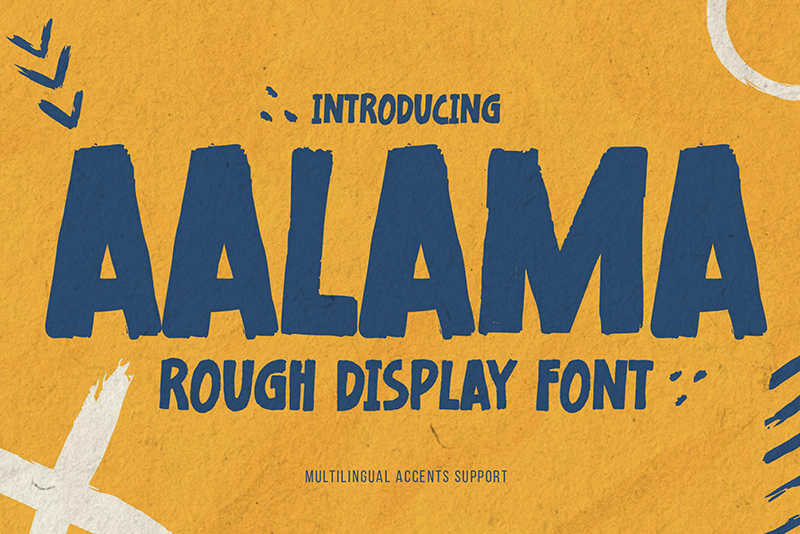 INTRODUCING
AALAMA
ROUGH DISPLAY FONT
MULTILINGUAL ACCENTS SUPPORT